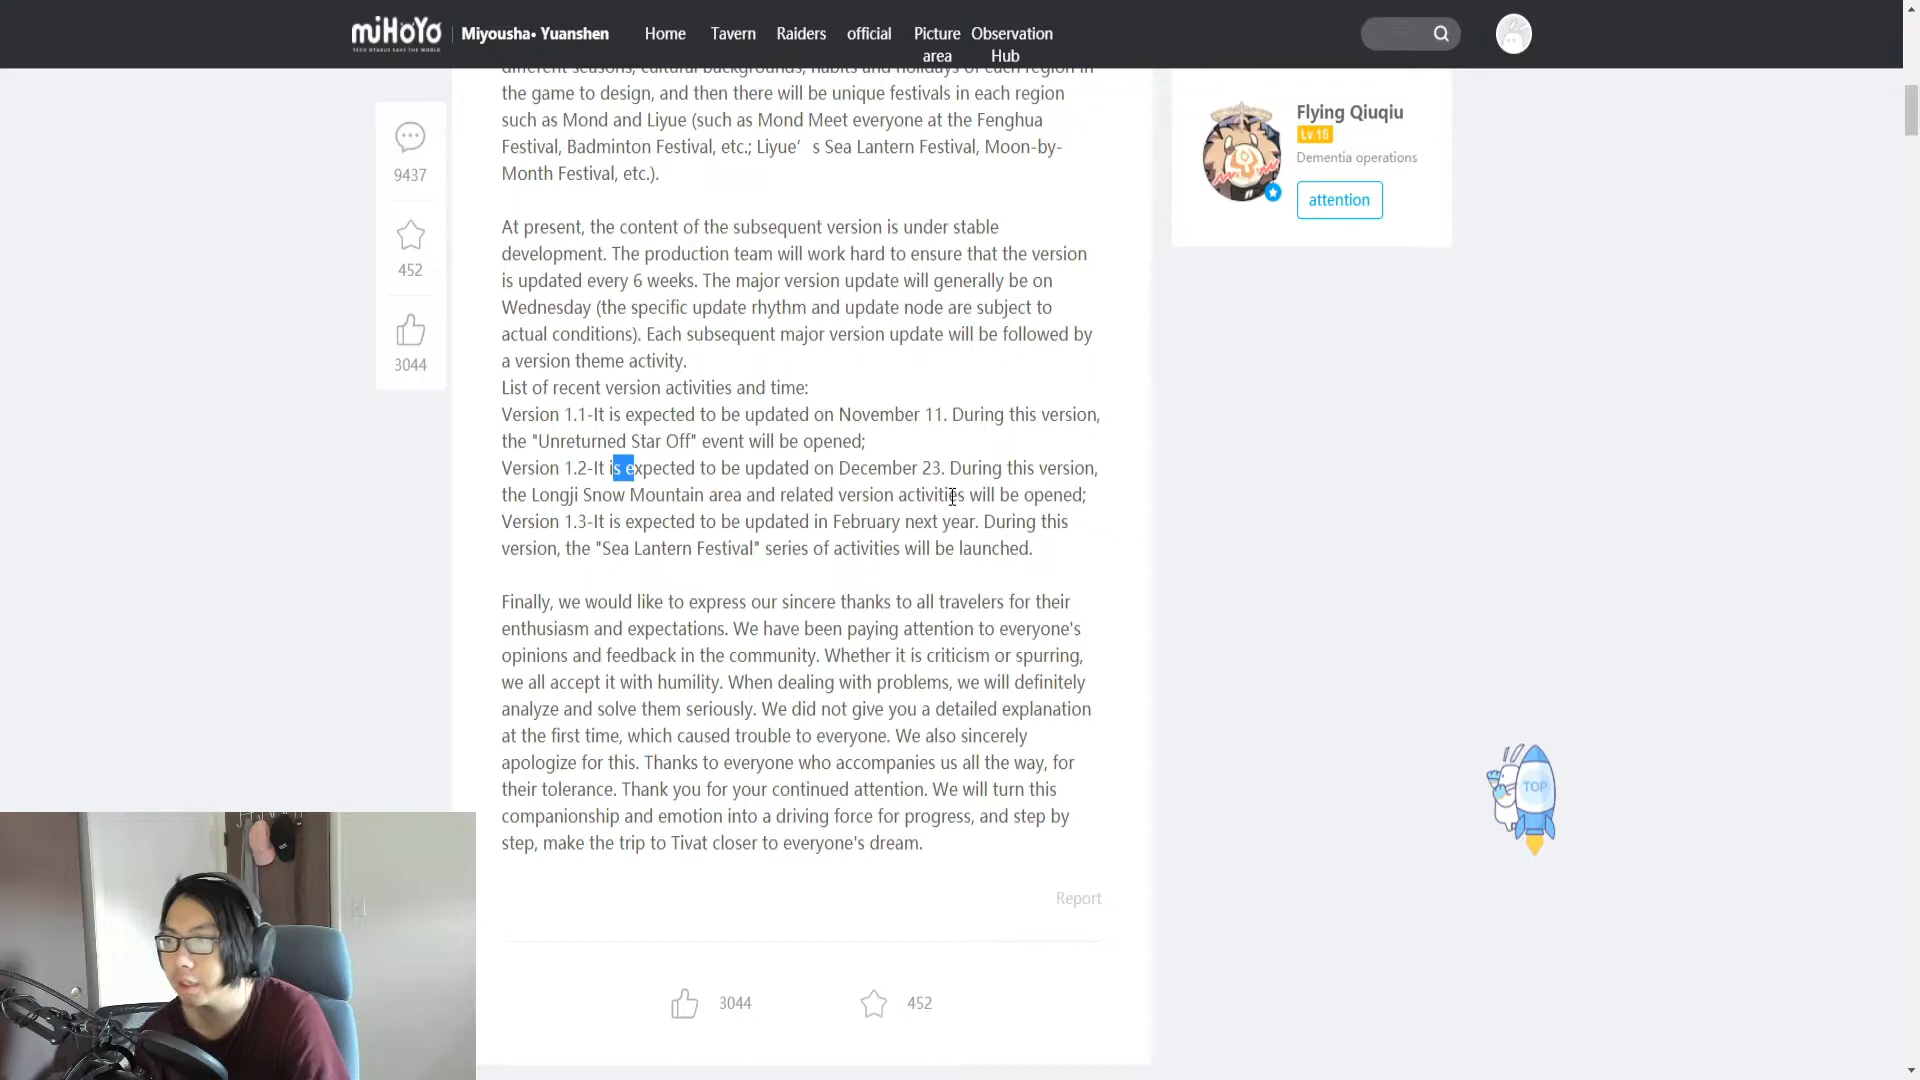 miHoYo
TECH OTAKUS SAVE THE WORLD
Miyousha• Yuanshen
Home
Tavern
Raiders
official
Picture
area
Observation
Hub
different seasons, cultural backgrounds, habits and holidays of each region in
the game to design, and then there will be unique festivals in each region
such as Mond and Liyue (such as Mond Meet everyone at the Fenghua
Festival, Badminton Festival, etc.; Liyue’ s Sea Lantern Festival, Moon-by-
Month Festival, etc.).
At present, the content of the subsequent version is under stable
development. The production team will work hard to ensure that the version
is updated every 6 weeks. The major version update will generally be on
Wednesday (the specific update rhythm and update node are subject to
actual conditions). Each subsequent major version update will be followed by
a version theme activity.
List of recent version activities and time:
Version 1.1-It is expected to be updated on November 11. During this version,
the "Unreturned Star Off" event will be opened;
Version 1.2-It is expected to be updated on December 23. During this version,
the Longji Snow Mountain area and related version activities will be opened;
Version 1.3-It is expected to be updated in February next year. During this
version, the "Sea Lantern Festival" series of activities will be launched.
Finally, we would like to express our sincere thanks to all travelers for their
enthusiasm and expectations. We have been paying attention to everyone's
opinions and feedback in the community. Whether it is criticism or spurring,
we all accept it with humility. When dealing with problems, we will definitely
analyze and solve them seriously. We did not give you a detailed explanation
at the first time, which caused trouble to everyone. We also sincerely
apologize for this. Thanks to everyone who accompanies us all the way, for
their tolerance. Thank you for your continued attention. We will turn this
companionship and emotion into a driving force for progress, and step by
step, make the trip to Tivat closer to everyone's dream.
Report
3044
452
9437
452
3044
Flying Qiuqiu
Lv.16
Dementia operations
attention
TOP